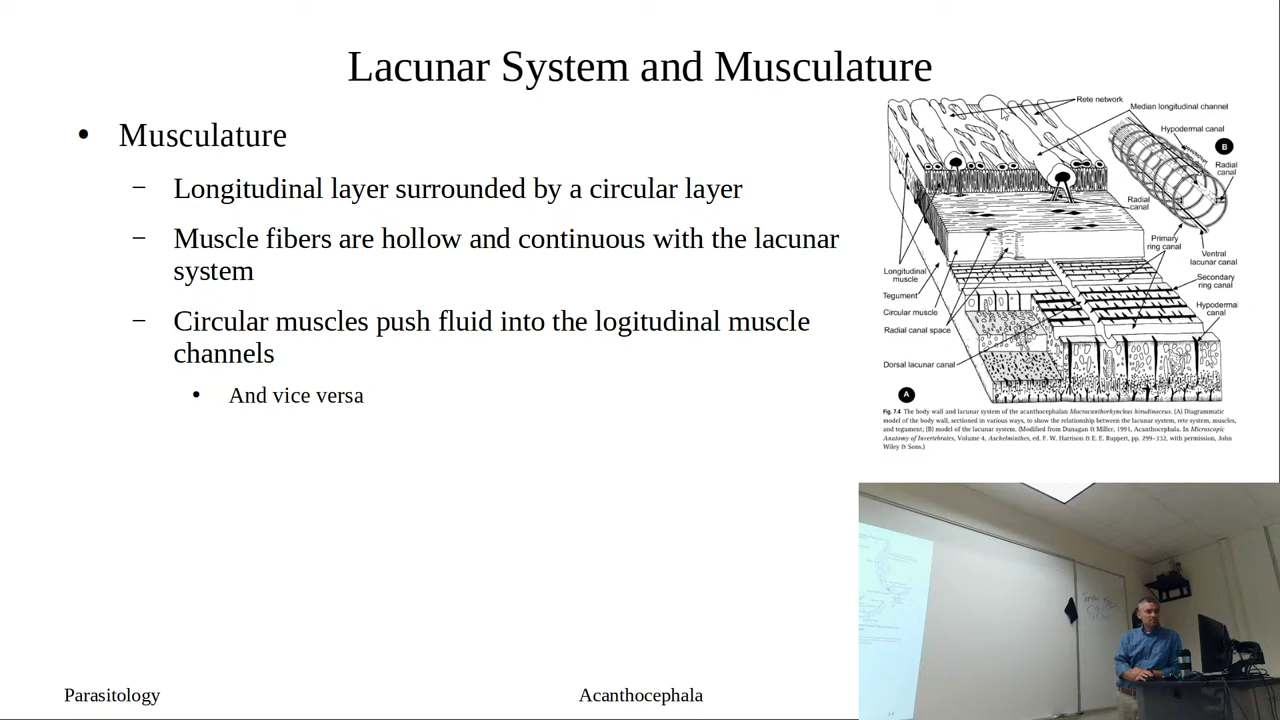 Lacunar System and Musculature
• Musculature
– Longitudinal layer surrounded by a circular layer
– Muscle fibers are hollow and continuous with the lacunar
system
– Circular muscles push fluid into the logitudinal muscle
channels
• And vice versa
Rete network
Median longitudinal channel
Hypodermal canal
B
Radial
canal
Radial
canal
Primary
ring canal
Ventral
lacunar canal
Longitudinal
muscle
Secondary
ring canal
Tegument
Hypodermal
canal
Circular muscle
Radial canal space
Dorsal lacunar canal
A
Fig. 7.4 The body wall and lacunar system of the acanthocephalan Macracanthorhynchus hirudinaceus. (A) Diagrammatic
model of the body wall, sectioned in various ways, to show the relationship between the lacunar system, rete system, muscles,
and tegument; (B) model of the lacunar system. (Modified from Dunagan & Miller, 1991, Acanthocephala. In Microscopic
Anatomy of Invertebrates, Volume 4, Aschelminthes, ed. F. W. Harrison & E. E. Ruppert, pp. 299–332, with permission, John
Wiley & Sons.)
Parasitology
Acanthocephala